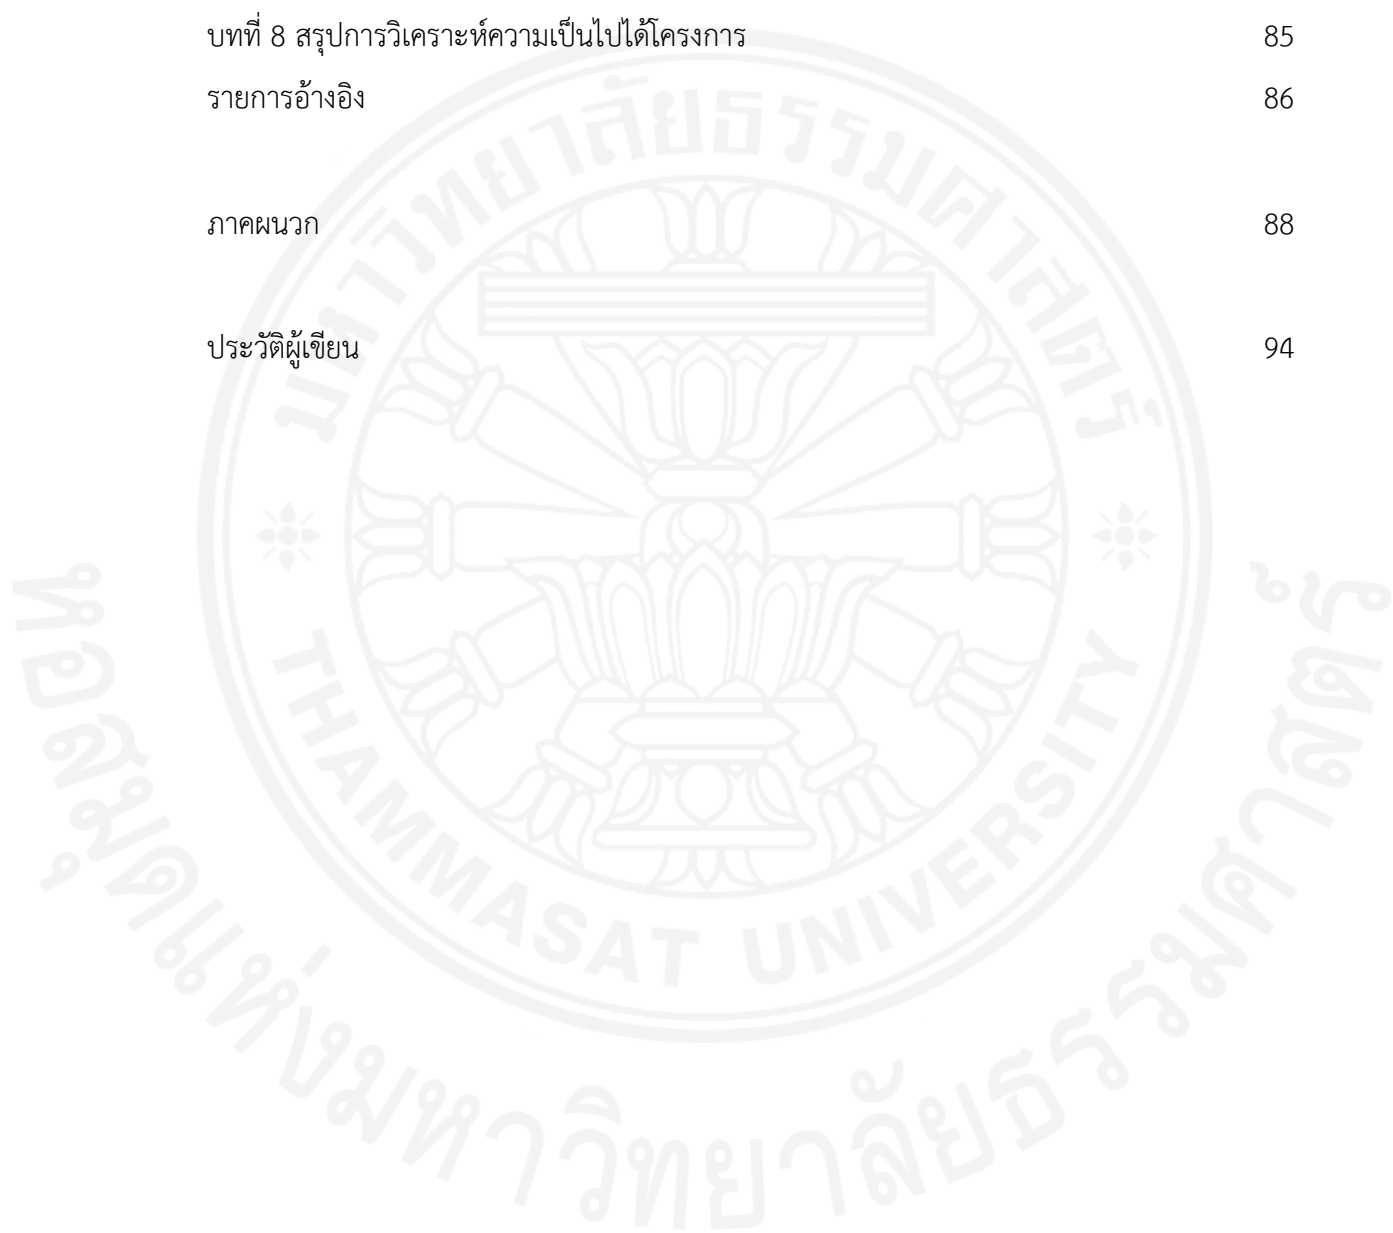 บทที่ 8 สรุปการวิเคราะห์ความเป็นไปได้โครงการ 85
รายการอ้างอิง 86
ภาคผนวก 88
ประวัติผู้เขียน 94
มหาวิทยาลัยธรรมศาสตร์
THAMMASAT UNIVERSITY
หอสมุดแห่งมหาวิทยาลัยธรรมศาสตร์